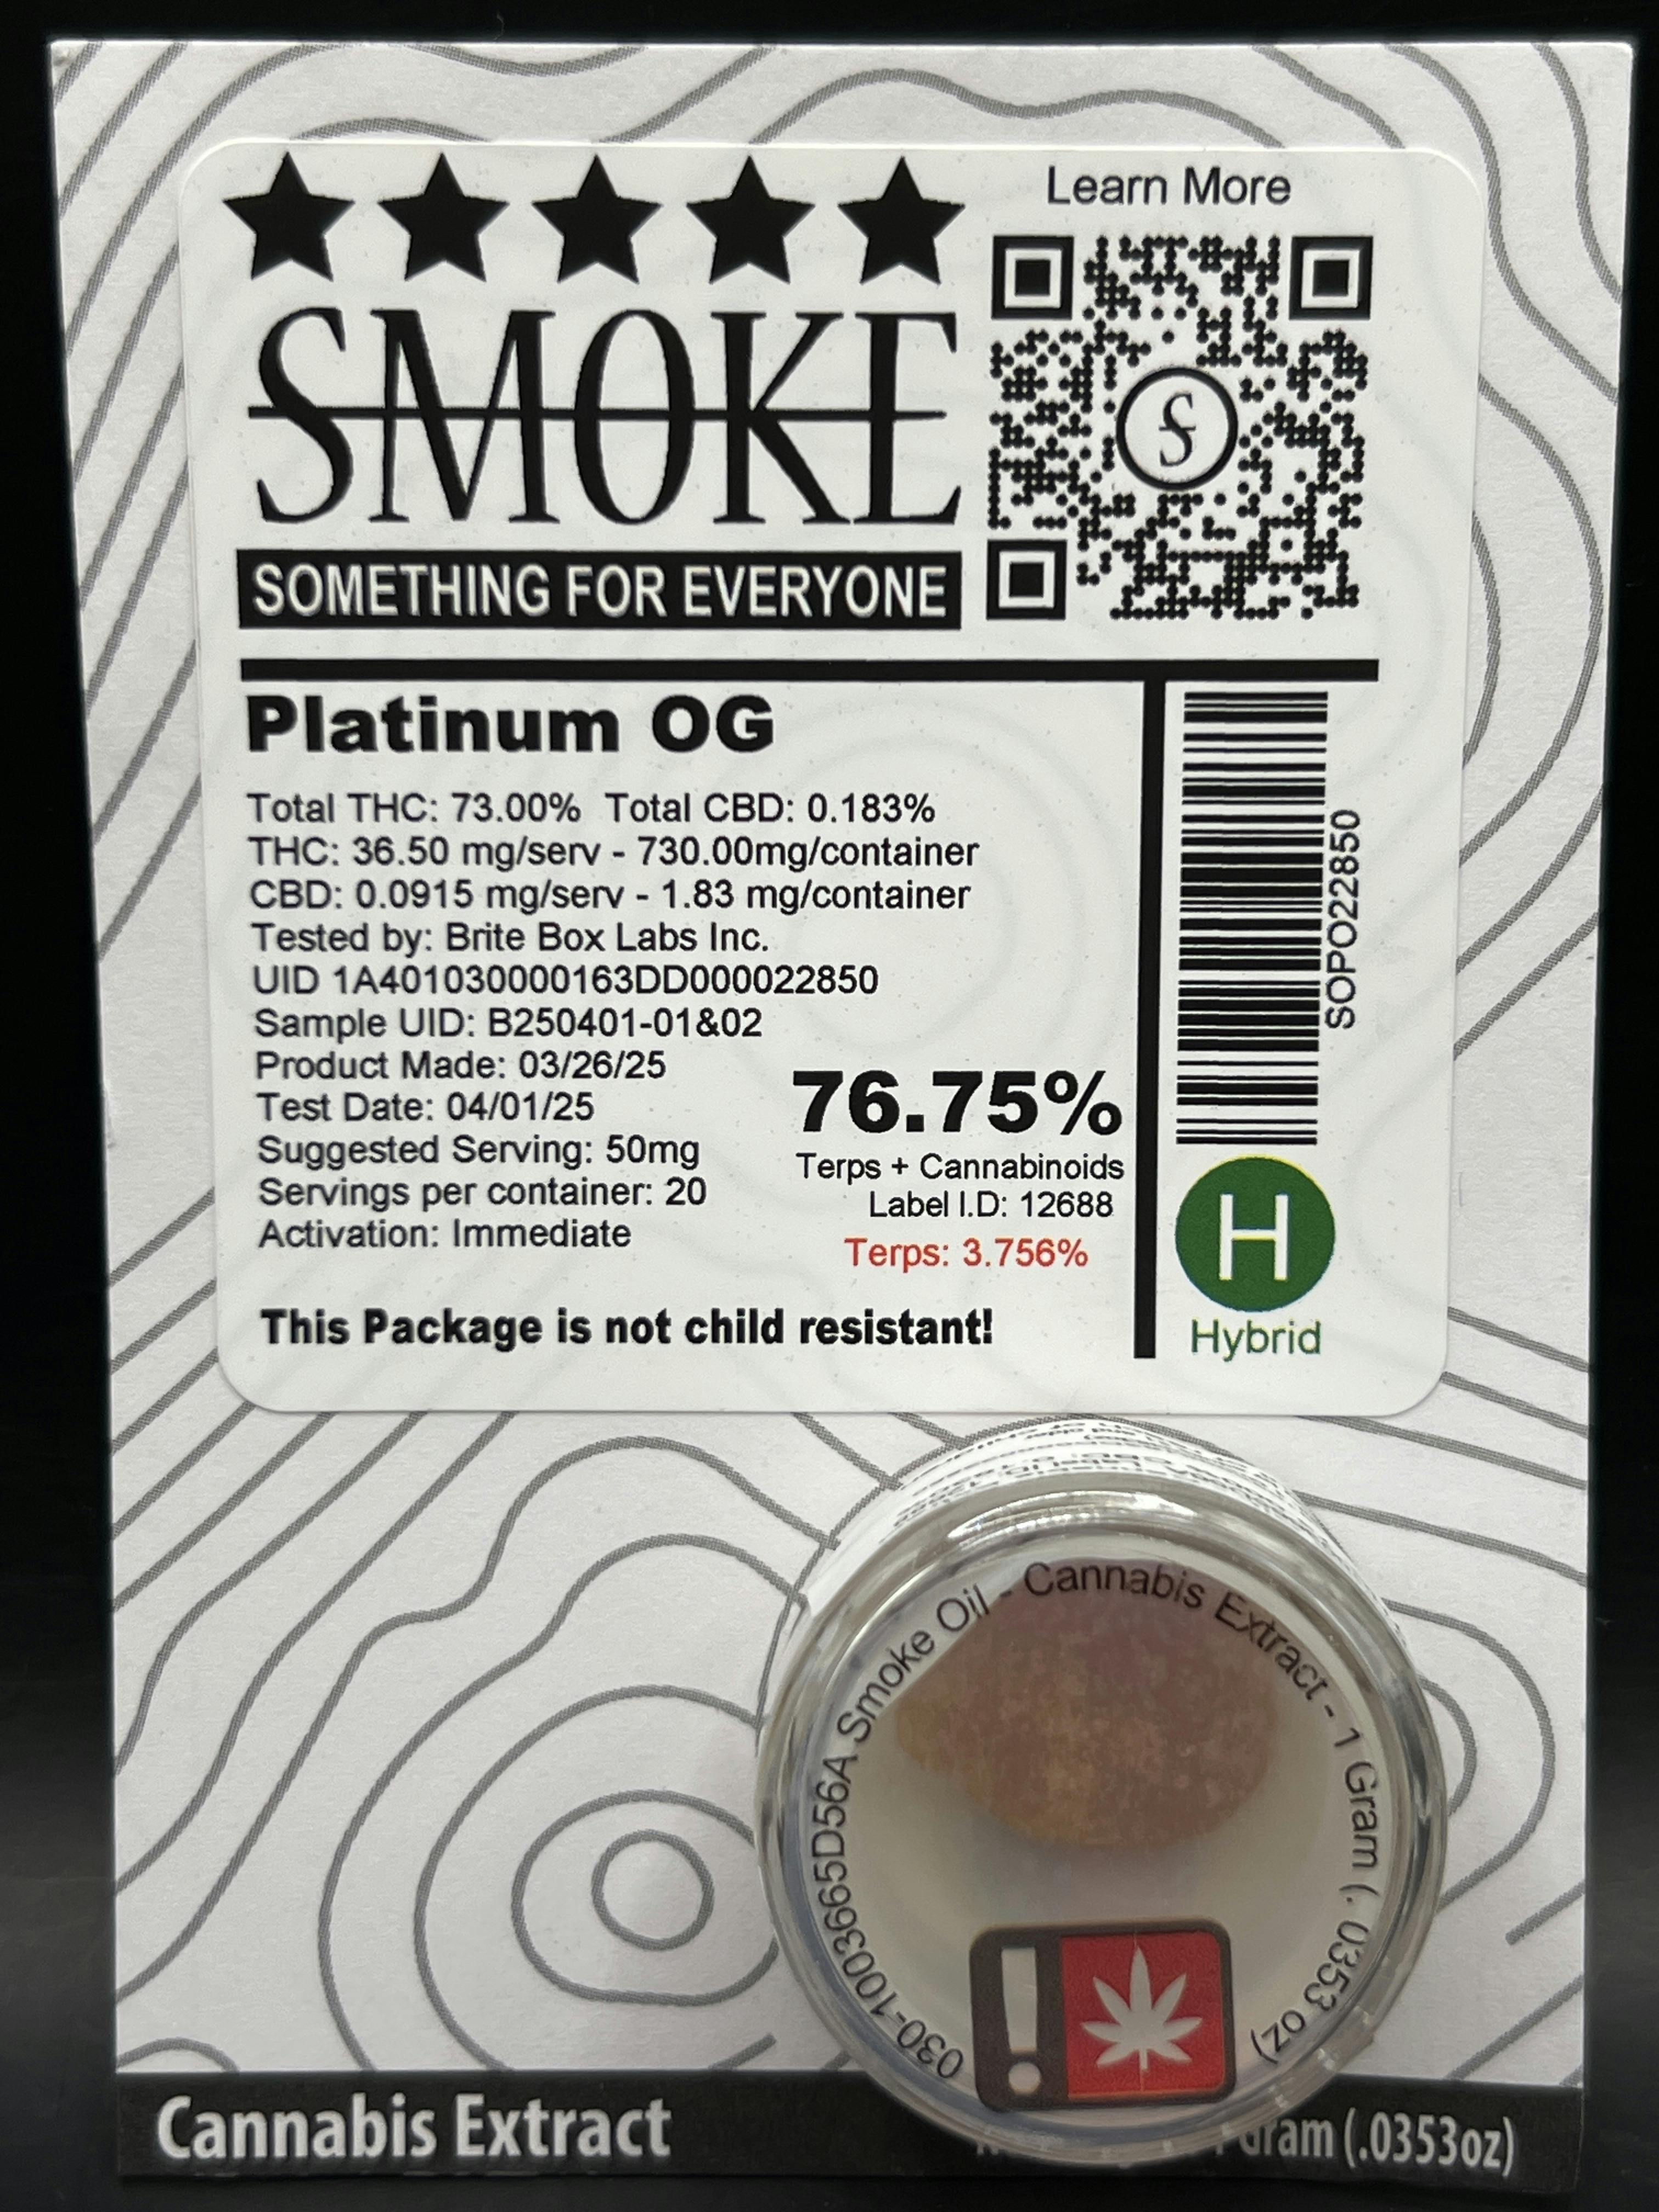 Learn More
SMOKE
SOMETHING FOR EVERYONE
Platinum OG
Total THC: 73.00% Total CBD: 0.183%
THC: 36.50 mg/serv - 730.00mg/container
CBD: 0.0915 mg/serv - 1.83 mg/container
Tested by: Brite Box Labs Inc.
UID 1A401030000163DD000022850
Sample UID: B250401-01&02
Product Made: 03/26/25
Test Date: 04/01/25
Suggested Serving: 50mg
Servings per container: 20
Activation: Immediate
76.75%
Terps + Cannabinoids
Label I.D: 12688
Terps: 3.756%
This Package is not child resistant!
SOPO22850
H
Hybrid
030-1003665D56A Smoke Oil - Cannabis Extract - 1 Gram (. 0353 oz)
Cannabis Extract
Gram (.0353oz)